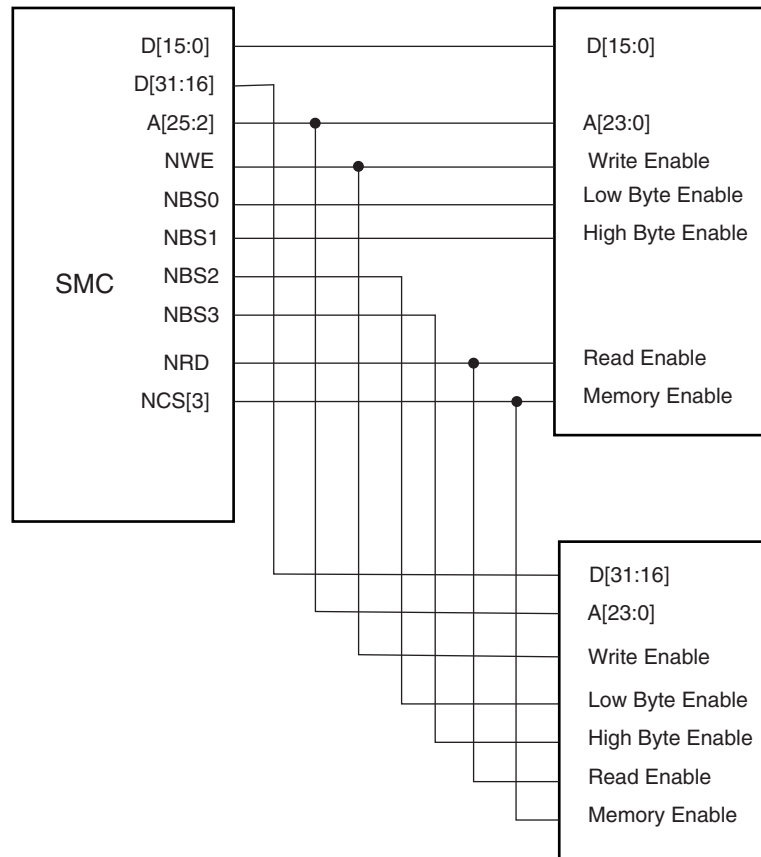 D[15:0]
D[31:16]
A[25:2]
NWE
NBS0
NBS1
NBS2
NBS3
NRD
NCS[3]
SMC
D[15:0]
A[23:0]
Write Enable
Low Byte Enable
High Byte Enable
Read Enable
Memory Enable
D[31:16]
A[23:0]
Write Enable
Low Byte Enable
High Byte Enable
Read Enable
Memory Enable